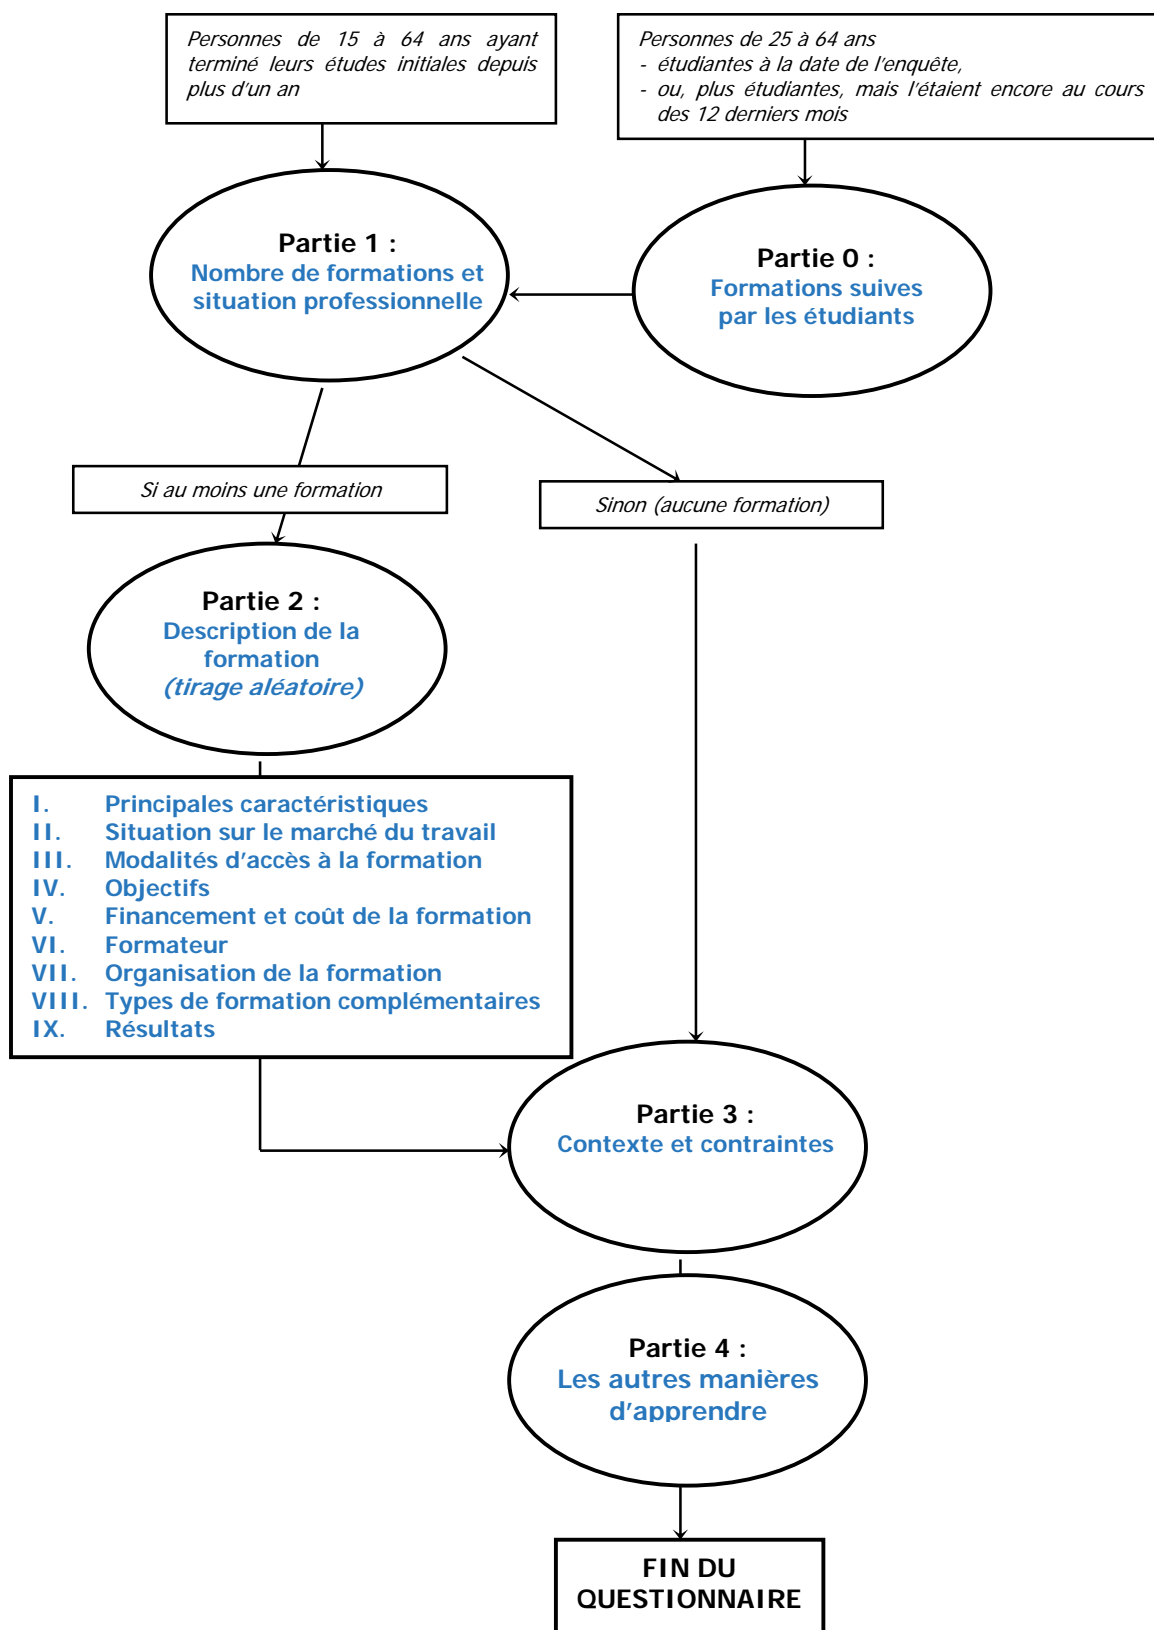 Personnes de 15 à 64 ans ayant
terminé leurs études initiales depuis
plus d'un an
Personnes de 25 à 64 ans
- étudiantes à la date de l'enquête,
- ou, plus étudiantes, mais l'étaient encore au cours
des 12 derniers mois
Partie 1 :
Nombre de formations et
situation professionnelle
Partie 0 :
Formations suives
par les étudiants
Si au moins une formation
Sinon (aucune formation)
Partie 2 :
Description de la
formation
(tirage aléatoire)
I. Principales caractéristiques
II. Situation sur le marché du travail
III. Modalités d'accès à la formation
IV. Objectifs
V. Financement et coût de la formation
VI. Formateur
VII. Organisation de la formation
VIII. Types de formation complémentaires
IX. Résultats
Partie 3 :
Contexte et contraintes
Partie 4 :
Les autres manières
d'apprendre
FIN DU
QUESTIONNAIRE